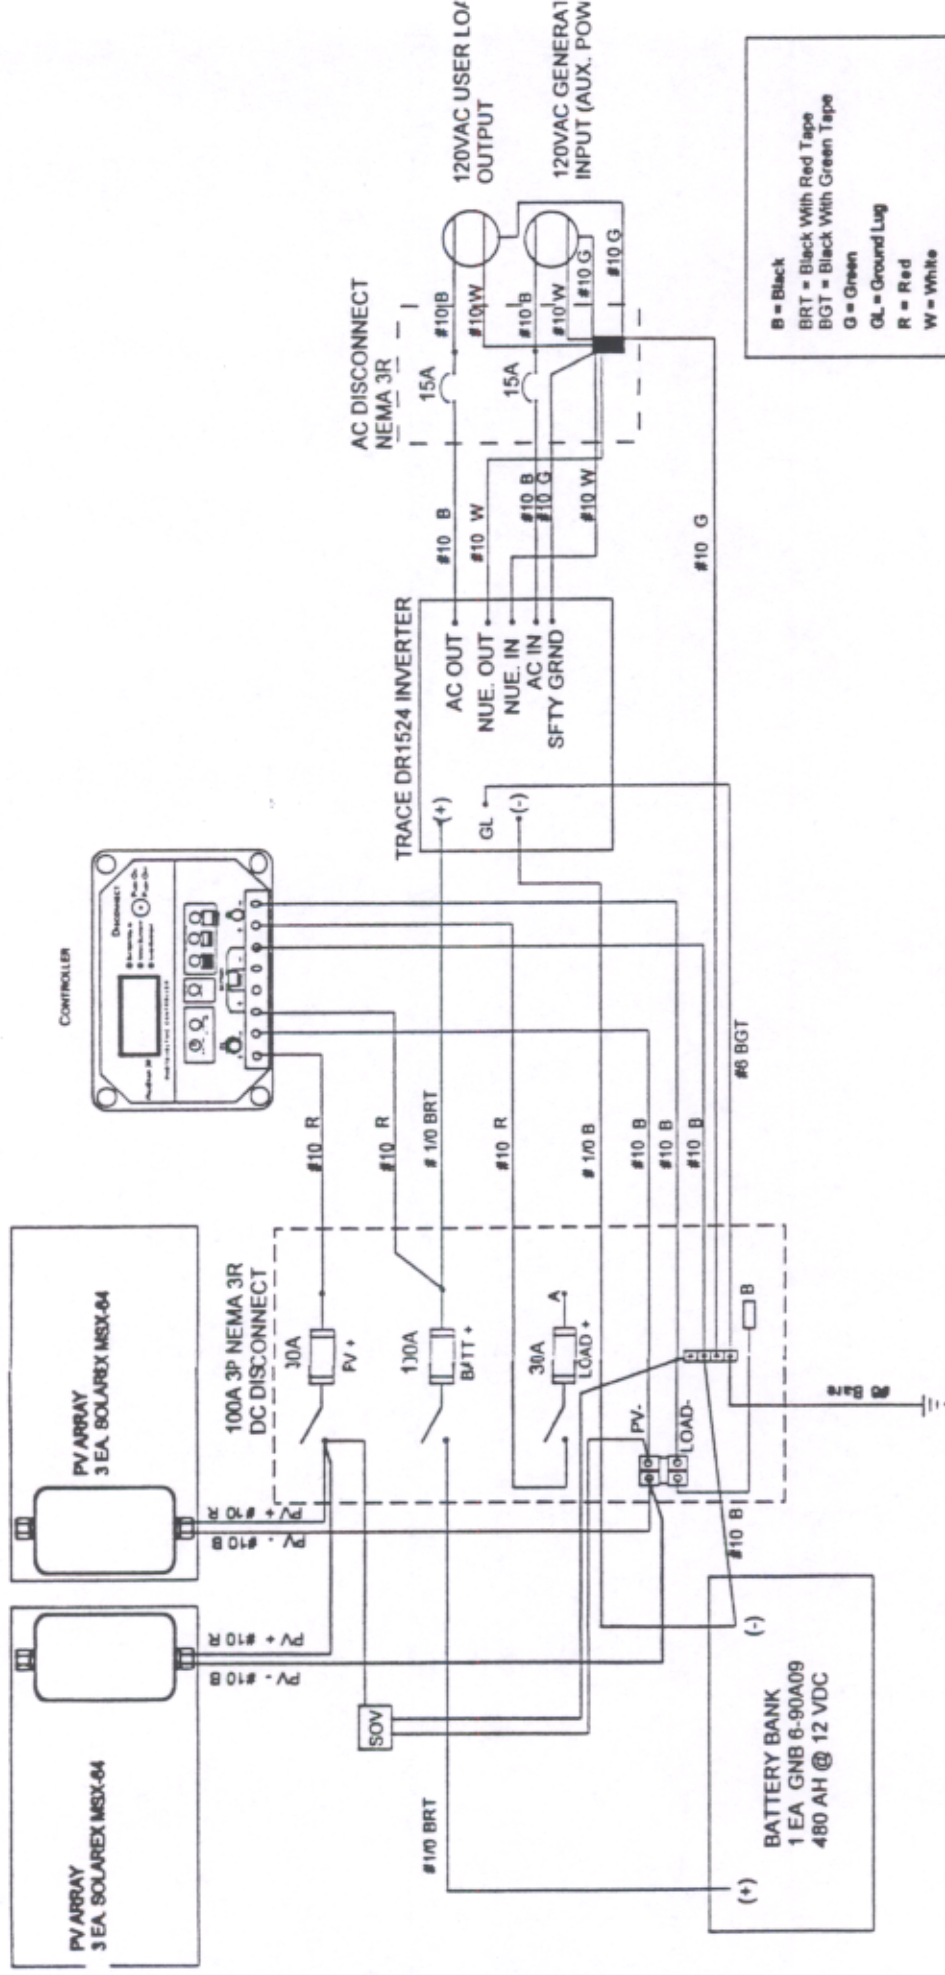 PV ARRAY
3 EA. SOLAREX MSX-64
PV ARRAY
3 EA. SOLAREX MSX-64
PV + #10 R
PV - #10 B
PV + #10 R
PV - #10 B
SOV
#1/0 BRT
BATTERY BANK
1 EA GNB 6-90A09
480 AH @ 12 VDC
(+)
(-)
#10 B
100A 3P NEMA 3R
DC DISCONNECT
30A
PV +
100A
BATT +
30A
LOAD +
A
B
PV-
LOAD-
#10 R
#10 R
# 1/0 BRT
#10 R
# 1/0 B
#10 B
#10 B
#10 B
#6 BGT
CONTROLLER
DISCONNECT
PHOTOVOLTAIC CONTROLLER
TRACE DR1524 INVERTER
(+)
GL
(-)
AC OUT
NUE. OUT
NUE. IN
AC IN
SFTY GRND
#10 B
#10 W
#10 B
#10 G
#10 W
#10 G
AC DISCONNECT
NEMA 3R
15A
15A
#10 B
#10 W
#10 B
#10 W
#10 G
#10 G
120VAC USER LOA
OUTPUT
120VAC GENERAT
INPUT (AUX. POW
B = Black
BRT = Black With Red Tape
BGT = Black With Green Tape
G = Green
GL = Ground Lug
R = Red
W = White